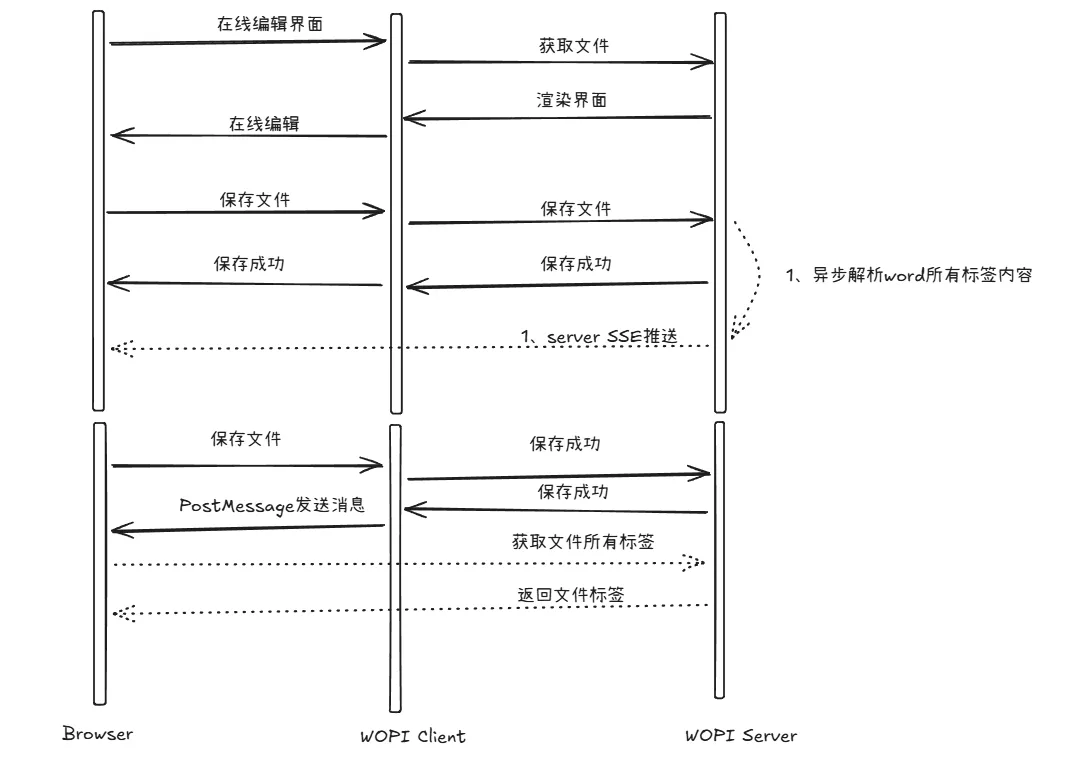 在线编辑界面
获取文件
渲染界面
在线编辑
保存文件
保存文件
保存成功
保存成功
1、异步解析word所有标签内容
1、server SSE推送
保存文件
保存成功
保存成功
PostMessage发送消息
获取文件所有标签
返回文件标签
Browser
WOPI Client
WOPI Server